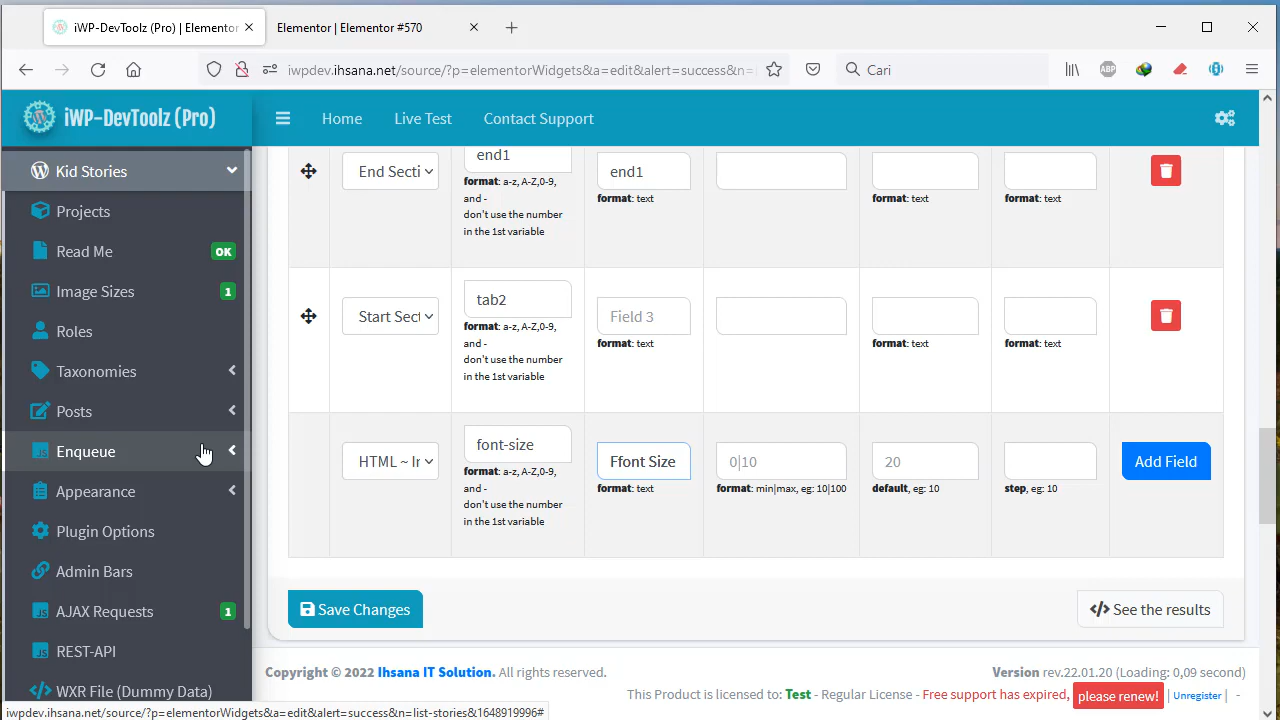 iWP-DevToolz (Pro) | Elementor
Elementor | Elementor #570
iwpdev.ihsana.net/source/?p=elementorWidgets&a=edit&alert=success&n=
Cari
ABP
iWP-DevToolz (Pro)
Home
Live Test
Contact Support
Kid Stories
Projects
Read Me
OK
Image Sizes
1
Roles
Taxonomies
Posts
JS
Enqueue
Appearance
Plugin Options
Admin Bars
JS
AJAX Requests
1
JS
REST-API
WXR File (Dummy Data)
End Secti
end1
format: a-z, A-Z,0-9,
and -
don't use the number
in the 1st variable
end1
format: text
format: text
format: text
Start Sect
tab2
format: a-z, A-Z,0-9,
and -
don't use the number
in the 1st variable
Field 3
format: text
format: text
format: text
HTML ~ Ir
font-size
format: a-z, A-Z,0-9,
and -
don't use the number
in the 1st variable
Ffont Size
format: text
0|10
format: min|max, eg: 10|100
20
default, eg: 10
step, eg: 10
Add Field
Save Changes
See the results
Copyright © 2022 Ihsana IT Solution. All rights reserved.
Version rev.22.01.20 (Loading: 0,09 second)
This Product is licensed to: Test - Regular License - Free support has expired, please renew! | Unregister | -
iwpdev.ihsana.net/source/?p=elementorWidgets&a=edit&alert=success&n=list-stories&1648919996#